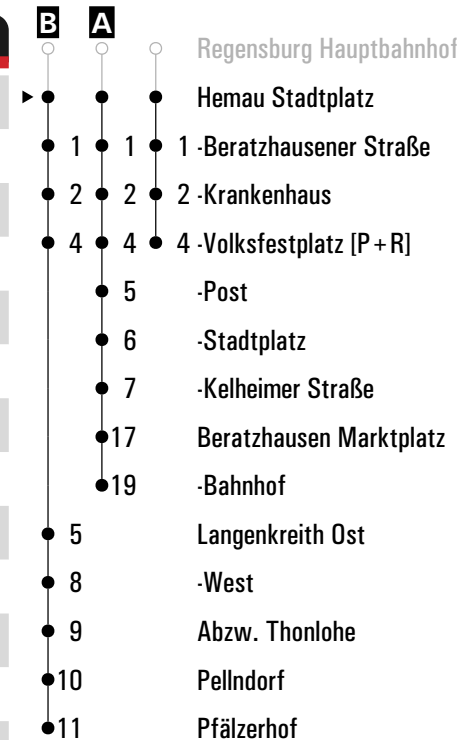 B A
Regensburg Hauptbahnhof
Hemau Stadtplatz
1 1 1 -Beratzhausener Straße
2 2 2 -Krankenhaus
4 4 4 -Volksfestplatz [P+R]
5 -Post
6 -Stadtplatz
7 -Kelheimer Straße
17 Beratzhausen Marktplatz
19 -Bahnhof
5 Langenkreith Ost
8 -West
9 Abzw. Thonlohe
10 Pellndorf
11 Pfälzerhof